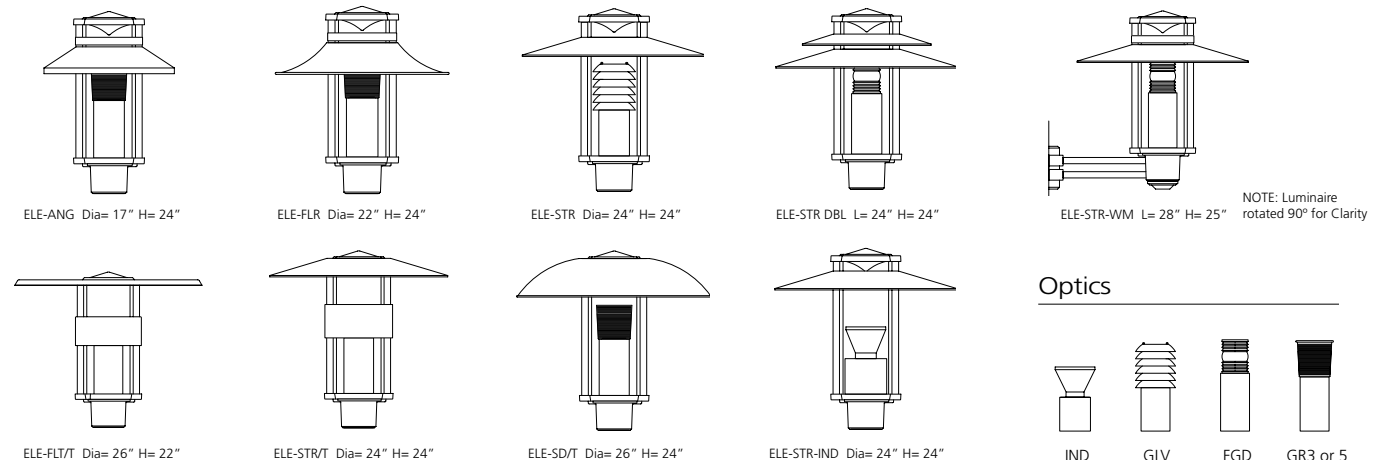 ELE-ANG Dia= 17" H= 24"
ELE-FLR Dia= 22" H= 24"
ELE-STR Dia= 24" H= 24"
ELE-STR DBL L= 24" H= 24"
ELE-STR-WM L= 28" H= 25"
NOTE: Luminaire
rotated 90º for Clarity
ELE-FLT/T Dia= 26" H= 22"
ELE-STR/T Dia= 24" H= 24"
ELE-SD/T Dia= 26" H= 24"
ELE-STR-IND Dia= 24" H= 24"
Optics
IND
GLV
FGD
GR3 or 5